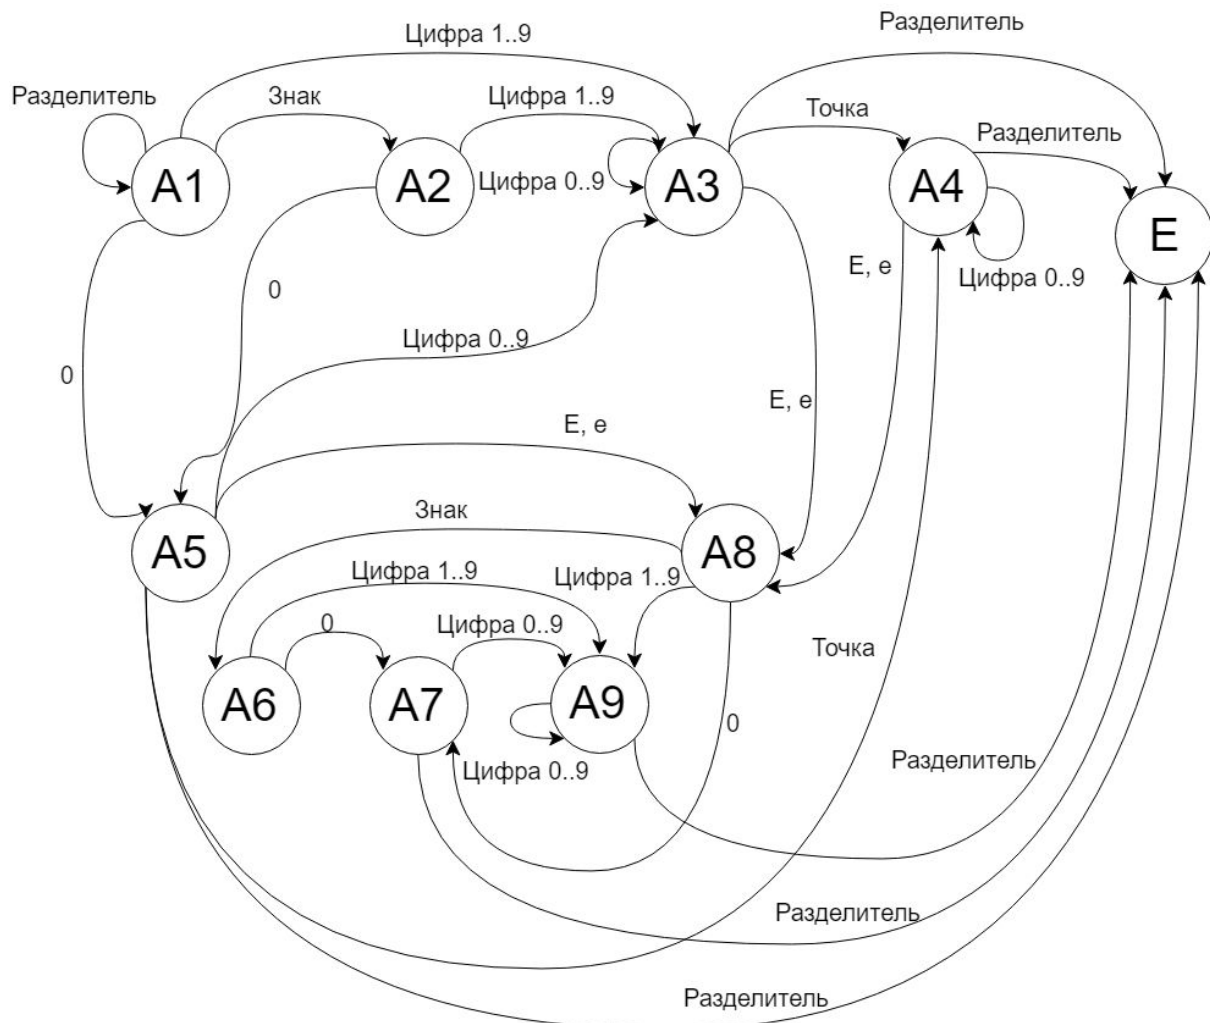 Разделитель
Цифра 1..9
Разделитель
Знак
Цифра 1..9
Точка
Разделитель
A1
A2
Цифра 0..9
A3
A4
E
E, e
Цифра 0..9
0
Цифра 0..9
0
E, e
E, e
Знак
A5
A8
Цифра 1..9
Цифра 1..9
0
Цифра 0..9
Точка
A6
A7
A9
0
Цифра 0..9
Разделитель
Разделитель
Разделитель